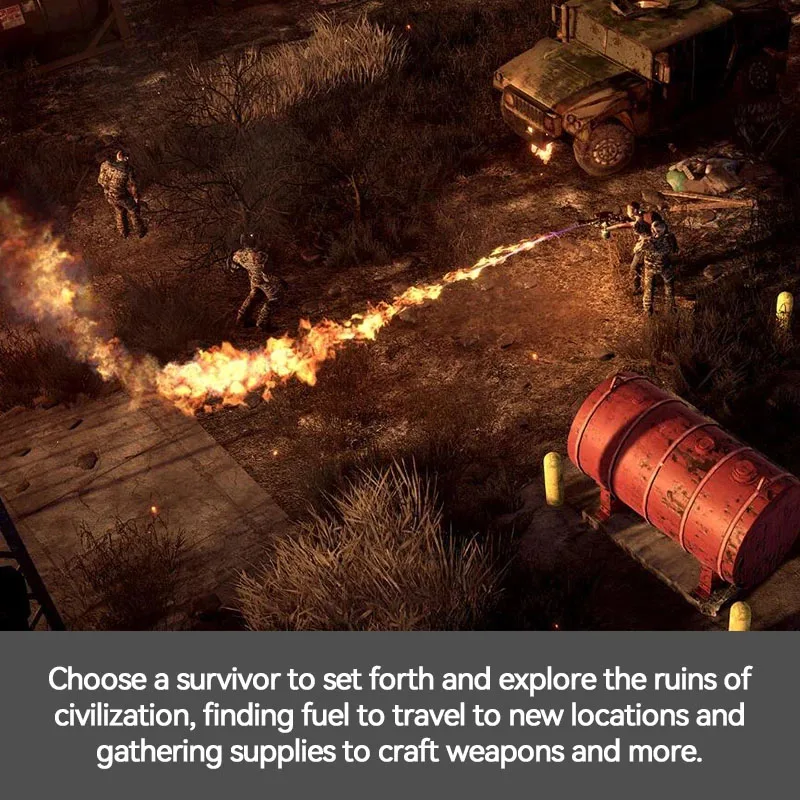 Choose a survivor to set forth and explore the ruins of
civilization, finding fuel to travel to new locations and
gathering supplies to craft weapons and more.